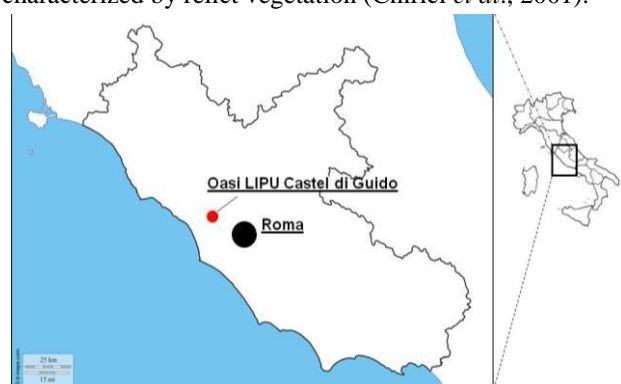 characterized by relict vegetation (Chirici et al., 2001).
Oasi LIPU Castel di Guido
Roma
25 km
15 mi